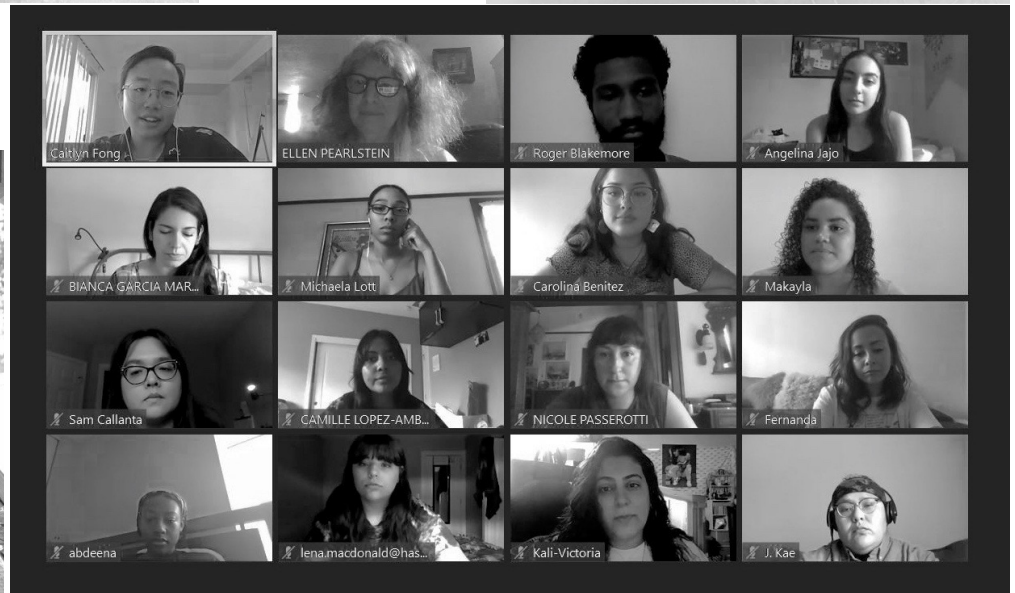 Caitlyn Fong
ELLEN PEARLSTEIN
Roger Blakemore
Angelina Jajo
BIANCA GARCIA MAR...
Michaela Lott
Carolina Benitez
Makayla
Sam Callanta
CAMILLE LOPEZ-AMB...
NICOLE PASSEROTTI
Fernanda
abdeena
lena.macdonald@has...
Kali-Victoria
J. Kae